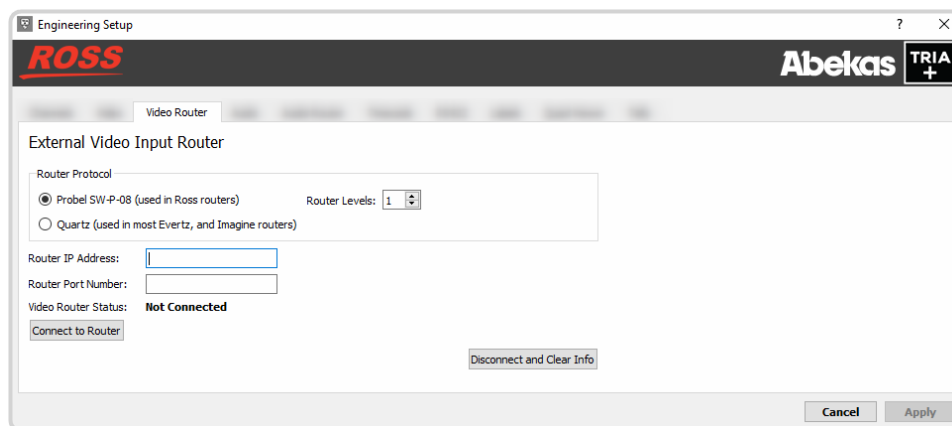 Engineering Setup ? ×
ROSS
Abekas TRIA +
Video Router
External Video Input Router
Router Protocol
Probel SW-P-08 (used in Ross routers) Router Levels: 1
Quartz (used in most Evertz, and Imagine routers)
Router IP Address:
Router Port Number:
Video Router Status: Not Connected
Connect to Router
Disconnect and Clear Info
Cancel Apply